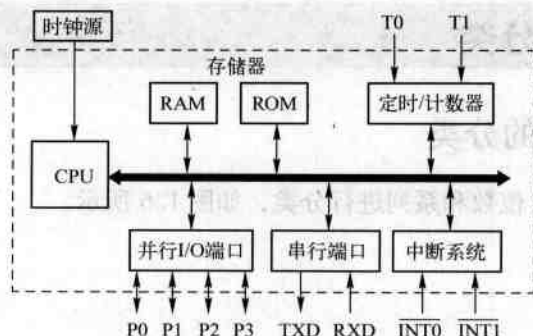 时钟源
T0 T1
存储器
RAM ROM 定时/计数器
CPU
并行I/O端口 串行端口 中断系统
P0 P1 P2 P3 TXD RXD INT0 INT1